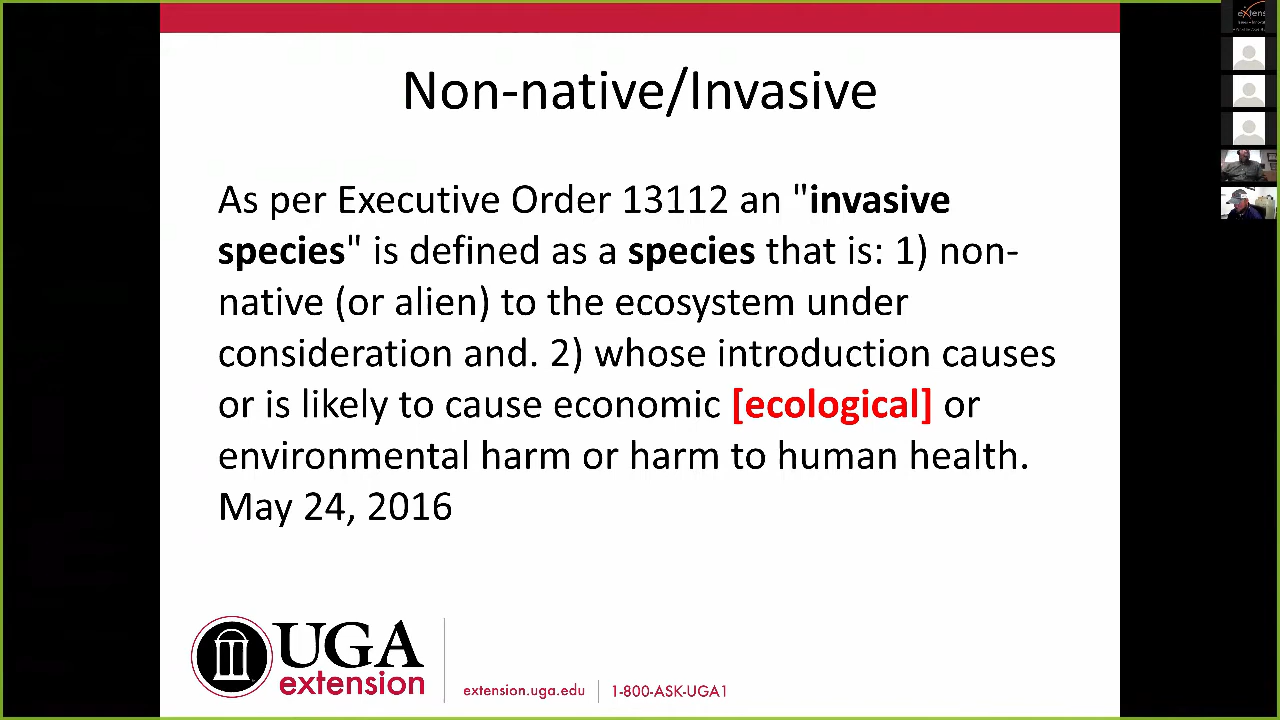 Non-native/Invasive
As per Executive Order 13112 an "invasive
species" is defined as a species that is: 1) non-
native (or alien) to the ecosystem under
consideration and. 2) whose introduction causes
or is likely to cause economic [ecological] or
environmental harm or harm to human health.
May 24, 2016
UGA
extension
extension.uga.edu
1-800-ASK-UGA1